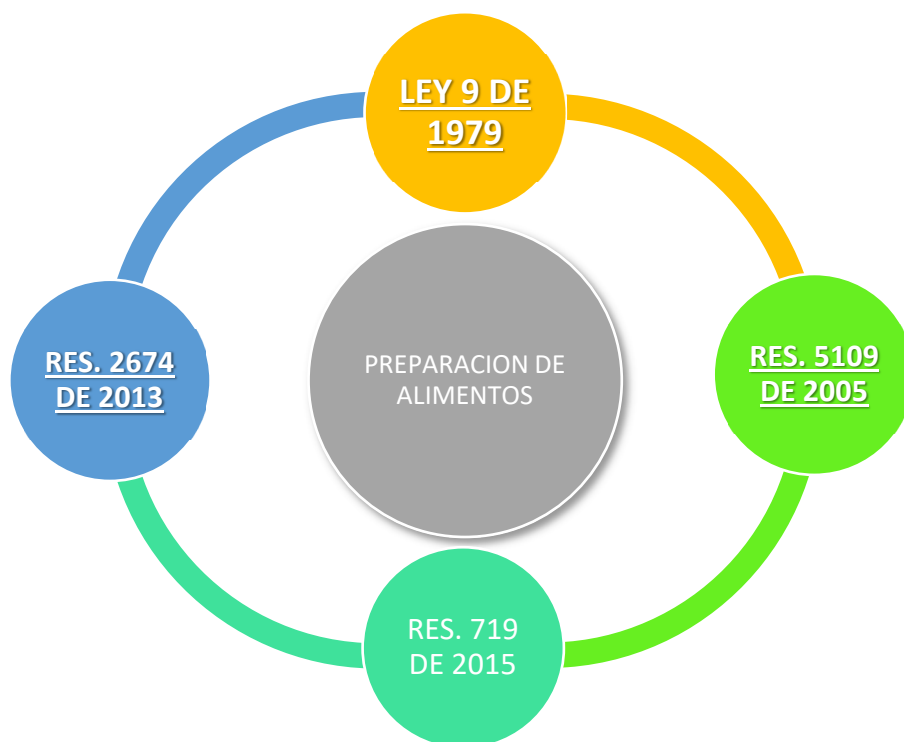 LEY 9 DE
1979
RES. 2674
DE 2013
PREPARACION DE
ALIMENTOS
RES. 5109
DE 2005
RES. 719
DE 2015